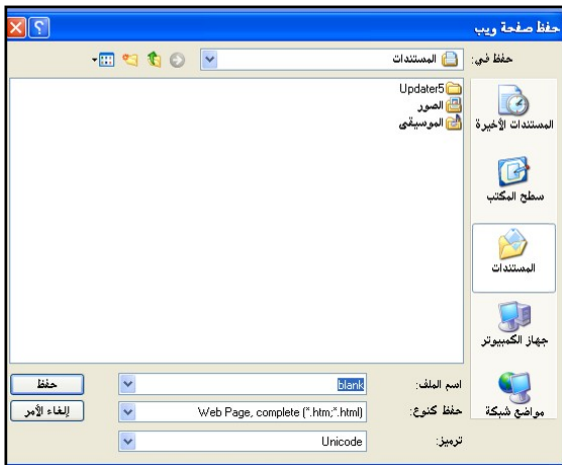 حفظ صفحة ويب
حفظ في: المستندات
Updater5
الصور
الموسيقى
المستندات الأخيرة
سطح المكتب
المستندات
جهاز الكمبيوتر
مواضع شبكة
اسم الملف: blank حفظ
حفظ كنوع: Web Page, complete (*.htm;*.html) إلغاء الأمر
ترميز: Unicode